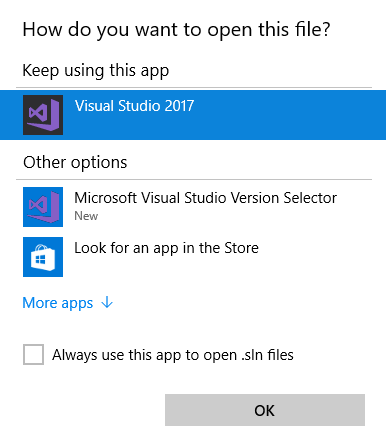 How do you want to open this file?
Keep using this app
Visual Studio 2017
Other options
Microsoft Visual Studio Version Selector
New
Look for an app in the Store
More apps
Always use this app to open .sln files
OK